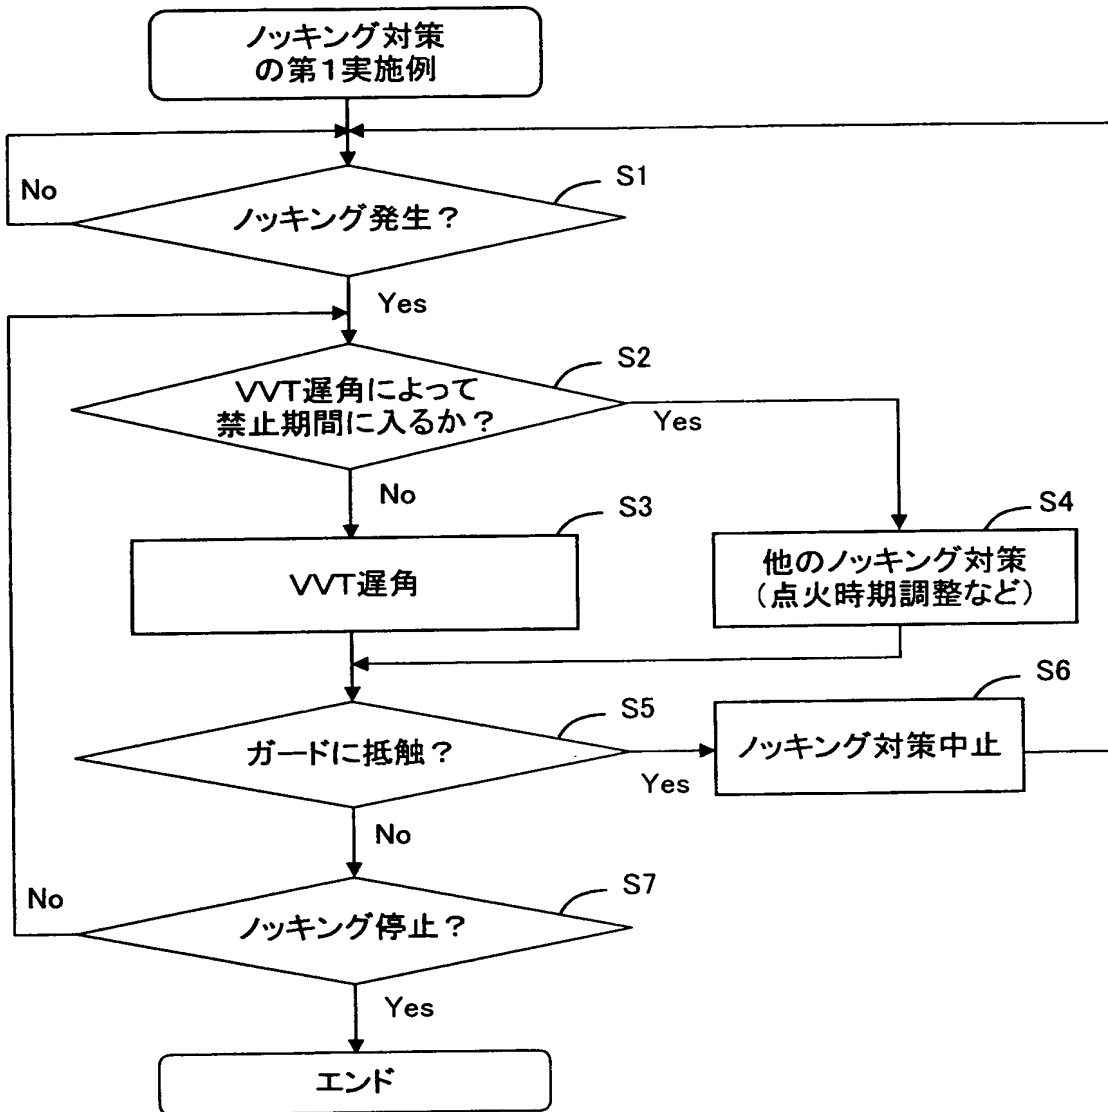 ノッキング対策
の第1実施例
No
S1
ノッキング発生?
Yes
S2
VVT遅角によって
禁止期間に入るか?
Yes
No
S3
VVT遅角
S4
他のノッキング対策
(点火時期調整など)
S5
ガードに抵触?
Yes
S6
ノッキング対策中止
No
S7
ノッキング停止?
No
Yes
エンド